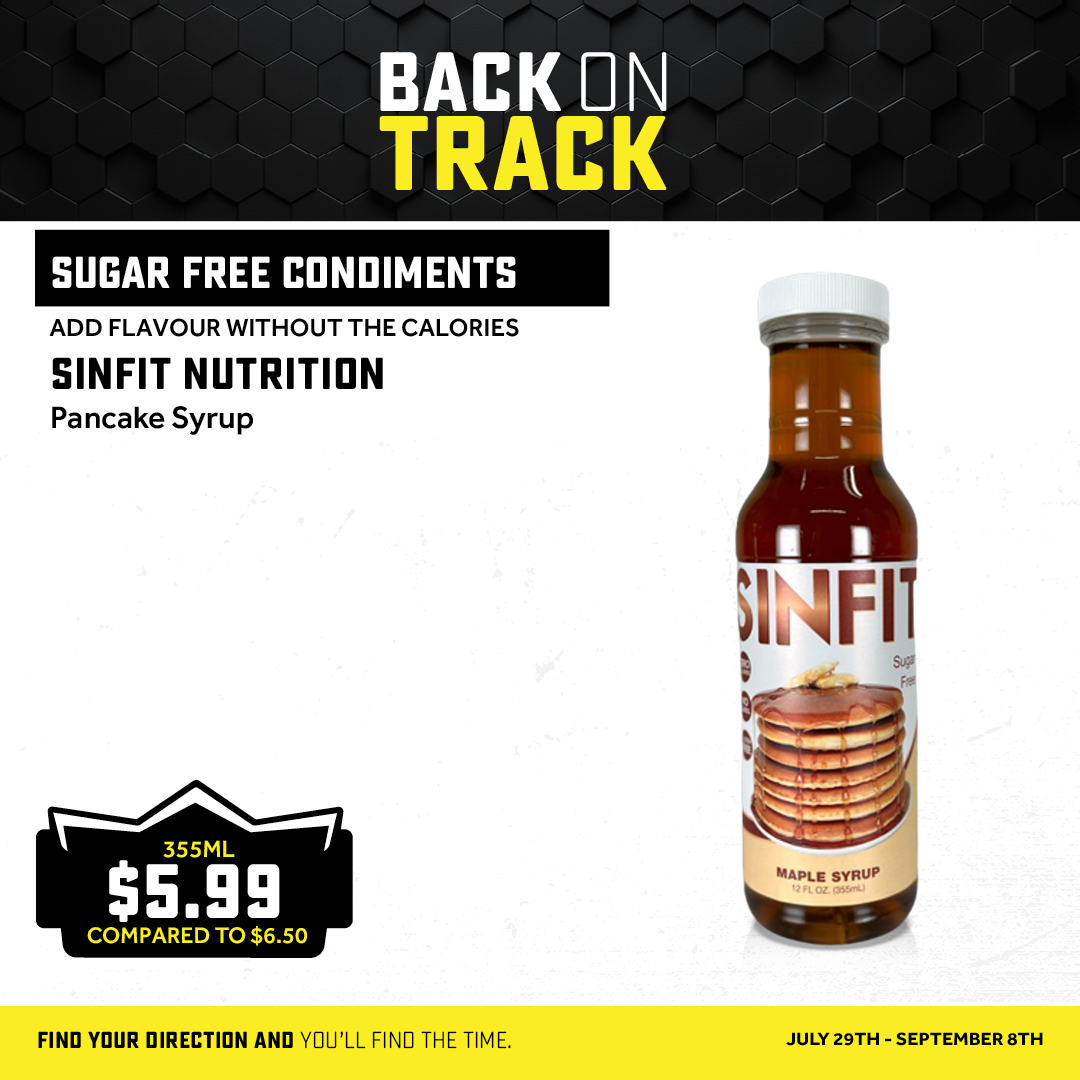 BACK ON
TRACK
SUGAR FREE CONDIMENTS
ADD FLAVOUR WITHOUT THE CALORIES
SINFIT NUTRITION
Pancake Syrup
SINFIT
Sugar
Free
MAPLE SYRUP
12 FL OZ. (355mL)
355ML
$5.99
COMPARED TO $6.50
FIND YOUR DIRECTION AND YOU'LL FIND THE TIME.
JULY 29TH - SEPTEMBER 8TH